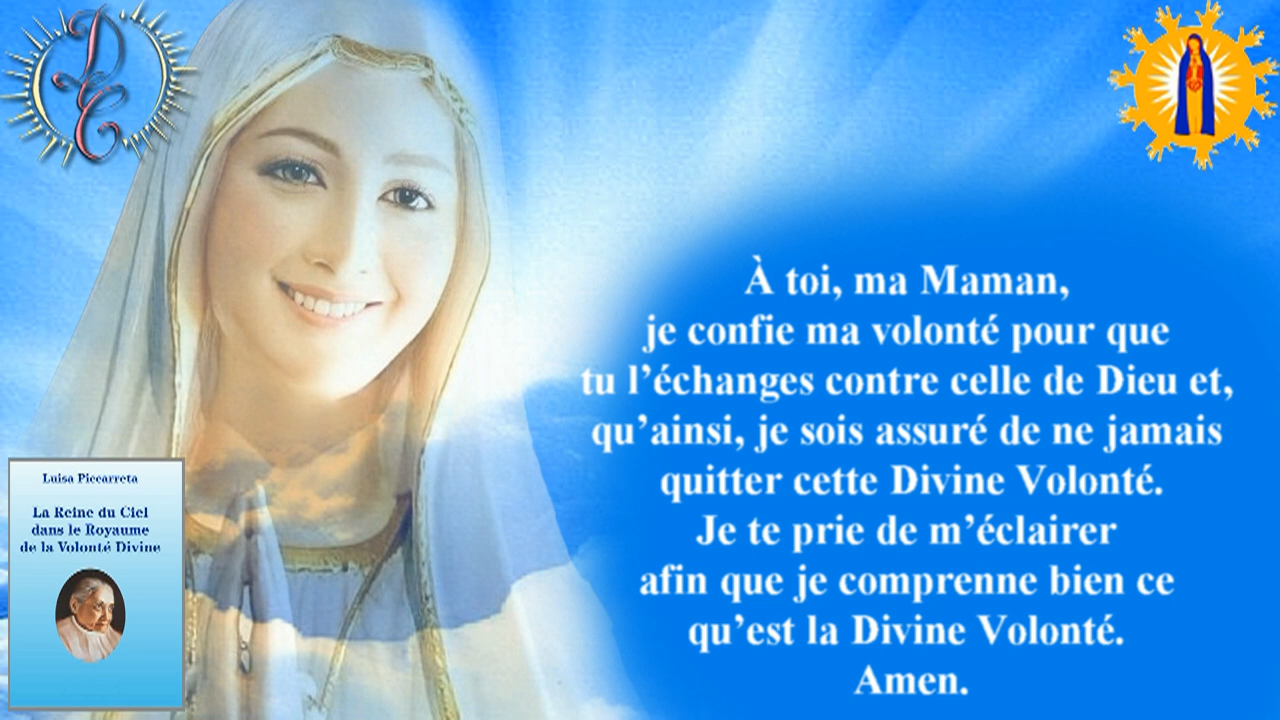 DC
À toi, ma Maman,
je confie ma volonté pour que
tu l’échanges contre celle de Dieu et,
qu’ainsi, je sois assuré de ne jamais
quitter cette Divine Volonté.
Je te prie de m’éclairer
afin que je comprenne bien ce
qu’est la Divine Volonté.
Amen.
Luisa Piccarreta
La Reine du Ciel
dans le Royaume
de la Volonté Divine